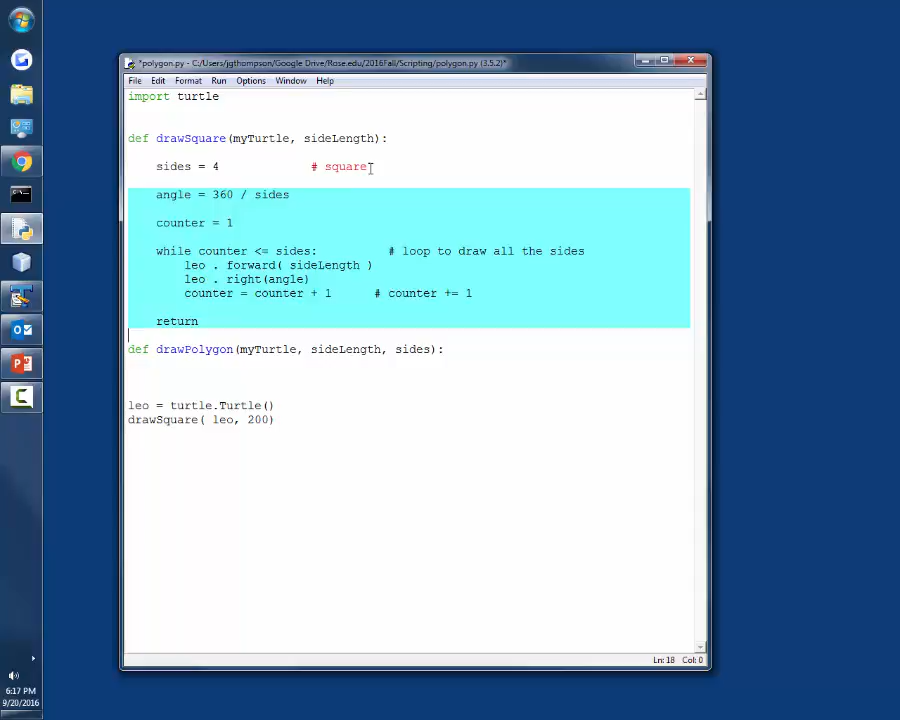 *polygon.py - C:/Users/jgthompson/Google Drive/Rose.edu/2016Fall/Scripting/polygon.py (3.5.2)*
File Edit Format Run Options Window Help
import turtle
def drawSquare(myTurtle, sideLength):
sides = 4 # square
angle = 360 / sides
counter = 1
while counter <= sides: # loop to draw all the sides
leo . forward( sideLength )
leo . right(angle)
counter = counter + 1 # counter += 1
return
def drawPolygon(myTurtle, sideLength, sides):
leo = turtle.Turtle()
drawSquare( leo, 200)
Ln: 18 Col: 0
6:17 PM
9/20/2016